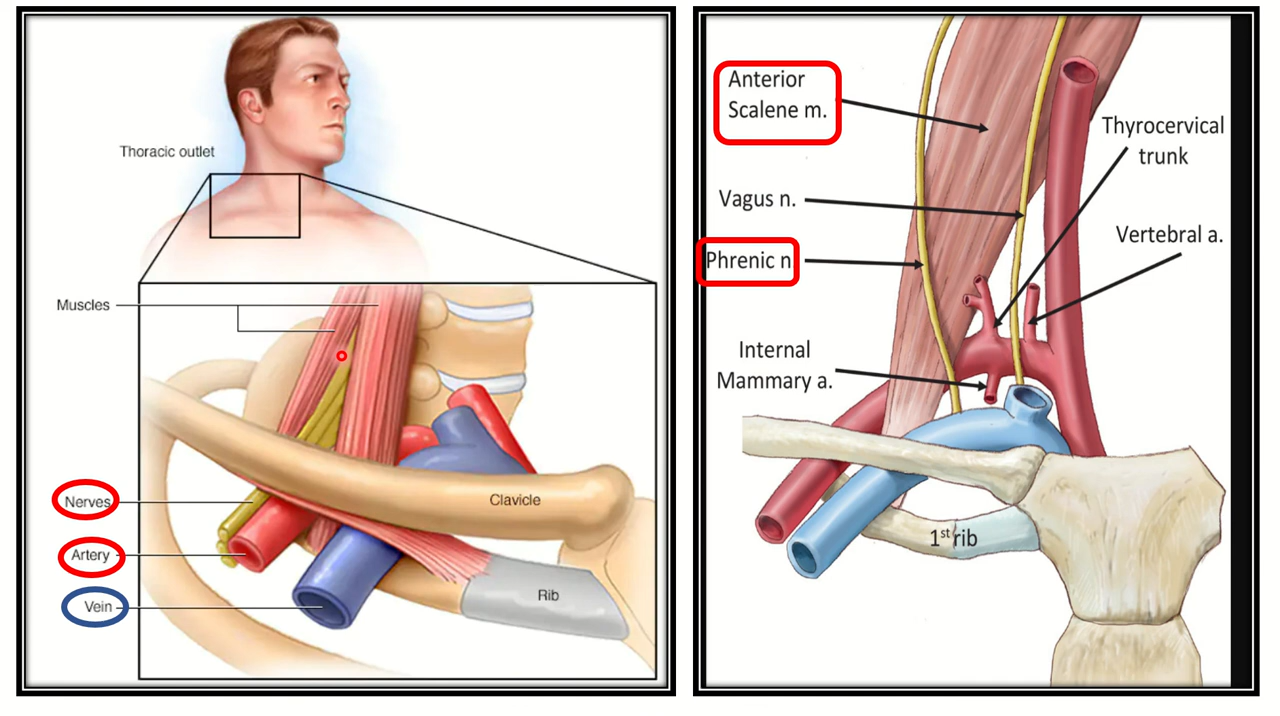 Thoracic outlet
Muscles
Nerves
Artery
Vein
Clavicle
Rib
Anterior
Scalene m.
Vagus n.
Phrenic n
Internal
Mammary a.
Thyrocervical
trunk
Vertebral a.
1st rib